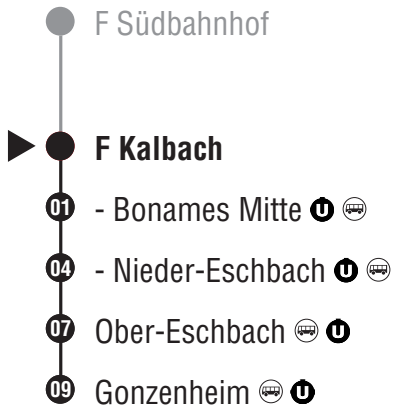 F Südbahnhof
F Kalbach
01 - Bonames Mitte U
04 - Nieder-Eschbach U
07 Ober-Eschbach U
09 Gonzenheim U